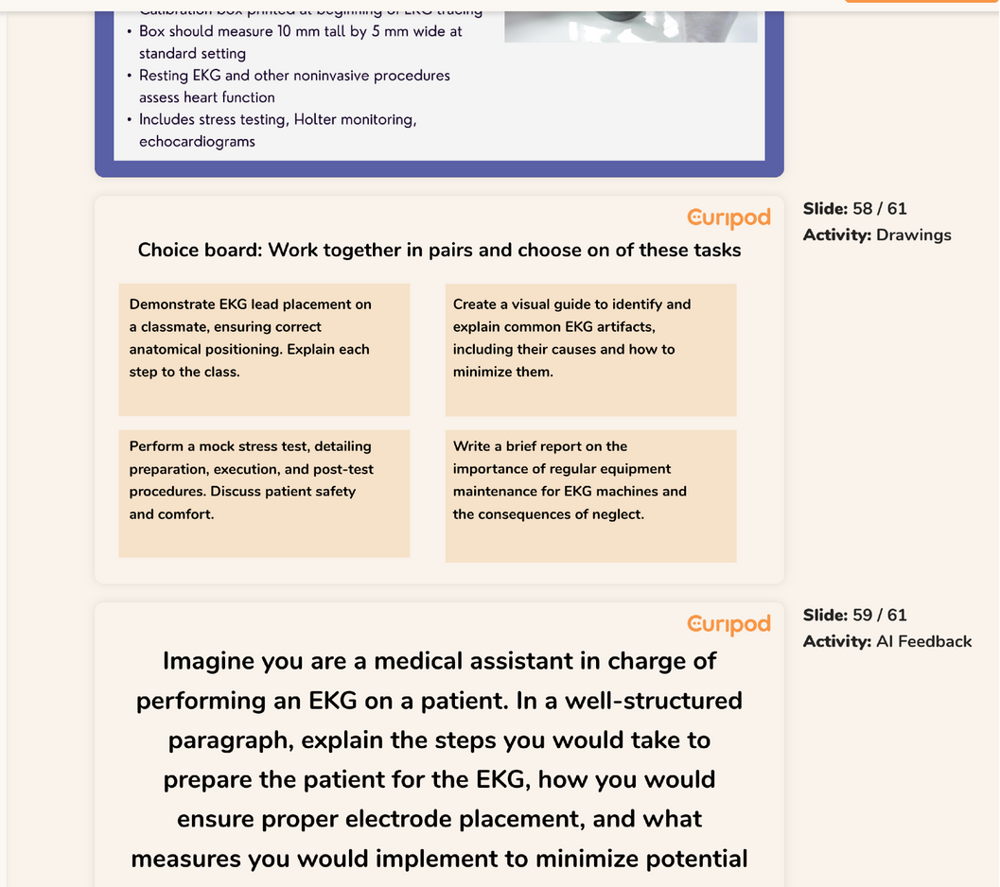 Calibration box printed at beginning of EKG tracing
• Box should measure 10 mm tall by 5 mm wide at
standard setting
• Resting EKG and other noninvasive procedures
assess heart function
• Includes stress testing, Holter monitoring,
echocardiograms
Curipod
Slide: 58 / 61
Activity: Drawings
Choice board: Work together in pairs and choose on of these tasks
Demonstrate EKG lead placement on
a classmate, ensuring correct
anatomical positioning. Explain each
step to the class.
Create a visual guide to identify and
explain common EKG artifacts,
including their causes and how to
minimize them.
Perform a mock stress test, detailing
preparation, execution, and post-test
procedures. Discuss patient safety
and comfort.
Write a brief report on the
importance of regular equipment
maintenance for EKG machines and
the consequences of neglect.
Curipod
Slide: 59 / 61
Activity: AI Feedback
Imagine you are a medical assistant in charge of
performing an EKG on a patient. In a well-structured
paragraph, explain the steps you would take to
prepare the patient for the EKG, how you would
ensure proper electrode placement, and what
measures you would implement to minimize potential